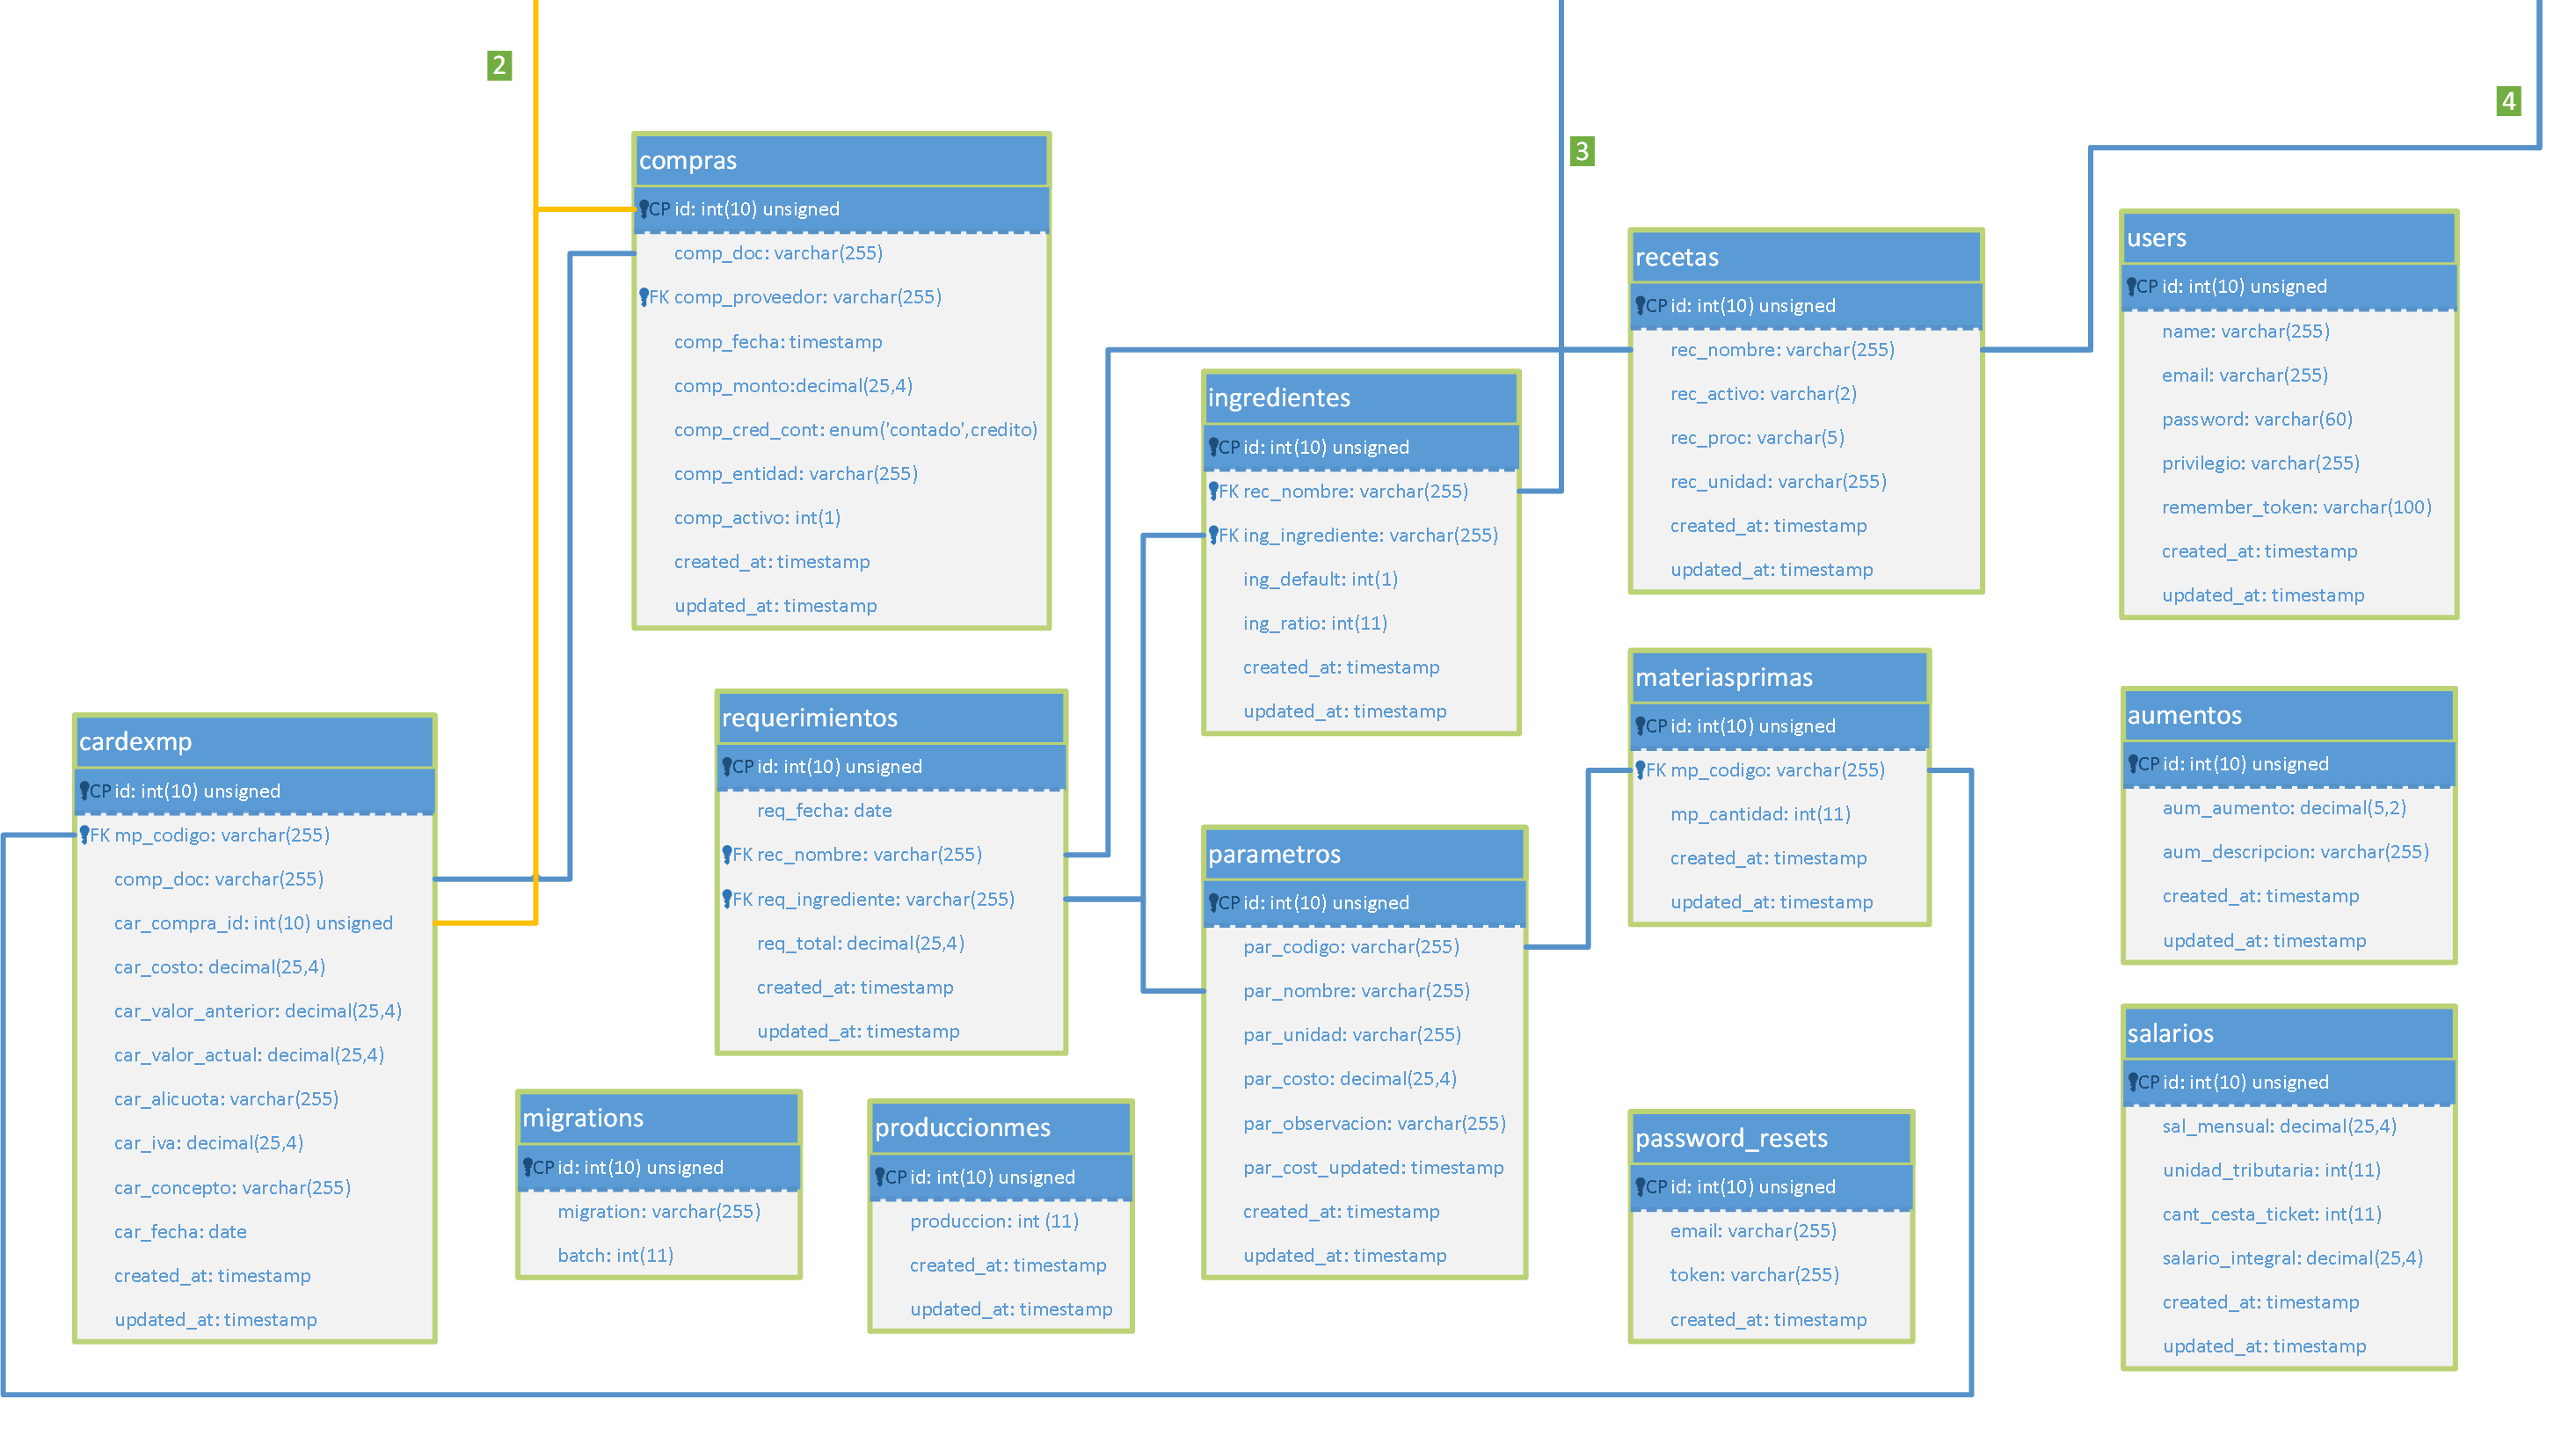 2
3
4
compras
CP id: int(10) unsigned
comp_doc: varchar(255)
FK comp_proveedor: varchar(255)
comp_fecha: timestamp
comp_monto:decimal(25,4)
comp_cred_cont: enum('contado',credito)
comp_entidad: varchar(255)
comp_activo: int(1)
created_at: timestamp
updated_at: timestamp
ingredientes
CP id: int(10) unsigned
FK rec_nombre: varchar(255)
FK ing_ingrediente: varchar(255)
ing_default: int(1)
ing_ratio: int(11)
created_at: timestamp
updated_at: timestamp
recetas
CP id: int(10) unsigned
rec_nombre: varchar(255)
rec_activo: varchar(2)
rec_proc: varchar(5)
rec_unidad: varchar(255)
created_at: timestamp
updated_at: timestamp
users
CP id: int(10) unsigned
name: varchar(255)
email: varchar(255)
password: varchar(60)
privilegio: varchar(255)
remember_token: varchar(100)
created_at: timestamp
updated_at: timestamp
cardexmp
CP id: int(10) unsigned
FK mp_codigo: varchar(255)
comp_doc: varchar(255)
car_compra_id: int(10) unsigned
car_costo: decimal(25,4)
car_valor_anterior: decimal(25,4)
car_valor_actual: decimal(25,4)
car_alicuota: varchar(255)
car_iva: decimal(25,4)
car_concepto: varchar(255)
car_fecha: date
created_at: timestamp
updated_at: timestamp
requerimientos
CP id: int(10) unsigned
req_fecha: date
FK rec_nombre: varchar(255)
FK req_ingrediente: varchar(255)
req_total: decimal(25,4)
created_at: timestamp
updated_at: timestamp
parametros
CP id: int(10) unsigned
par_codigo: varchar(255)
par_nombre: varchar(255)
par_unidad: varchar(255)
par_costo: decimal(25,4)
par_observacion: varchar(255)
par_cost_updated: timestamp
created_at: timestamp
updated_at: timestamp
materiasprimas
CP id: int(10) unsigned
FK mp_codigo: varchar(255)
mp_cantidad: int(11)
created_at: timestamp
updated_at: timestamp
aumentos
CP id: int(10) unsigned
aum_aumento: decimal(5,2)
aum_descripcion: varchar(255)
created_at: timestamp
updated_at: timestamp
migrations
CP id: int(10) unsigned
migration: varchar(255)
batch: int(11)
produccionmes
CP id: int(10) unsigned
produccion: int (11)
created_at: timestamp
updated_at: timestamp
password_resets
CP id: int(10) unsigned
email: varchar(255)
token: varchar(255)
created_at: timestamp
salarios
CP id: int(10) unsigned
sal_mensual: decimal(25,4)
unidad_tributaria: int(11)
cant_cesta_ticket: int(11)
salario_integral: decimal(25,4)
created_at: timestamp
updated_at: timestamp